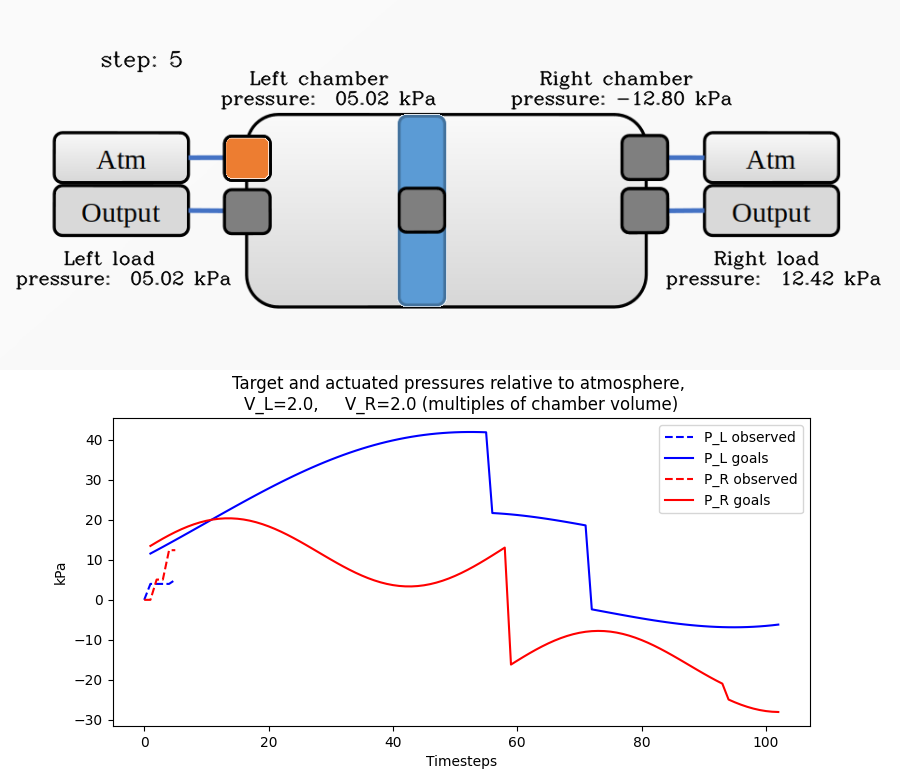 step: 5
Left chamber
pressure: 05.02 kPa
Right chamber
pressure: −12.80 kPa
Atm
Output
Atm
Output
Left load
pressure: 05.02 kPa
Right load
pressure: 12.42 kPa
Target and actuated pressures relative to atmosphere,
V_L=2.0, V_R=2.0 (multiples of chamber volume)
P_L observed
P_L goals
P_R observed
P_R goals
kPa
40
30
20
10
0
−10
−20
−30
0 20 40 60 80 100
Timesteps